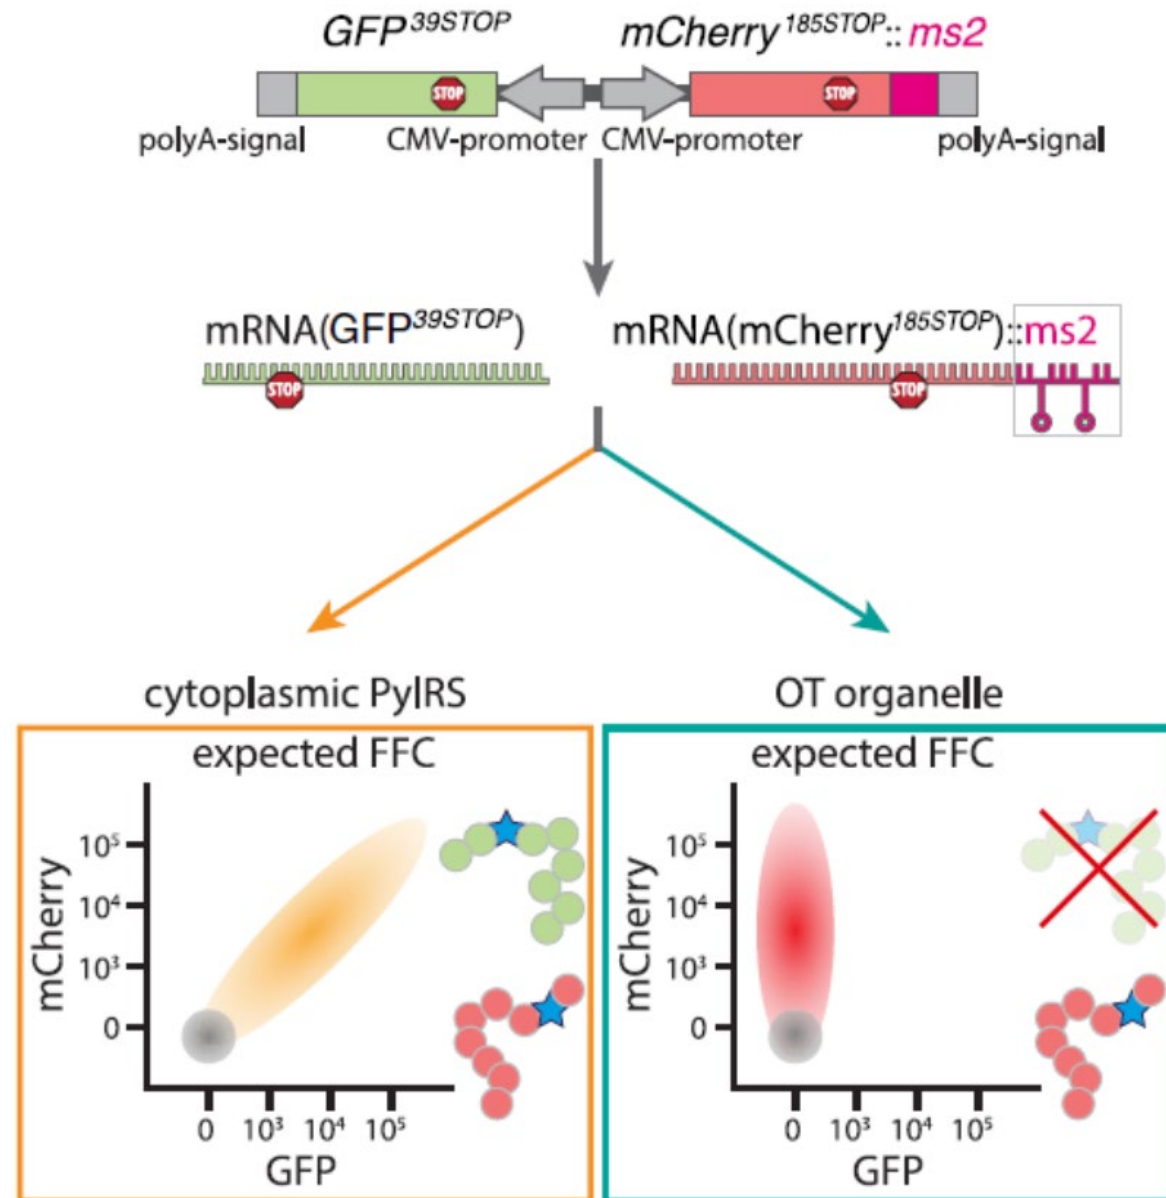 GFP39STOP mCherry185STOP::ms2
STOP STOP
polyA-signal CMV-promoter CMV-promoter polyA-signal
mRNA(GFP39STOP) mRNA(mCherry185STOP)::ms2
STOP STOP
cytoplasmic PylRS
expected FFC
mCherry
10⁵
10⁴
10³
0
0 10³ 10⁴ 10⁵
GFP
OT organelle
expected FFC
mCherry
10⁵
10⁴
10³
0
0 10³ 10⁴ 10⁵
GFP